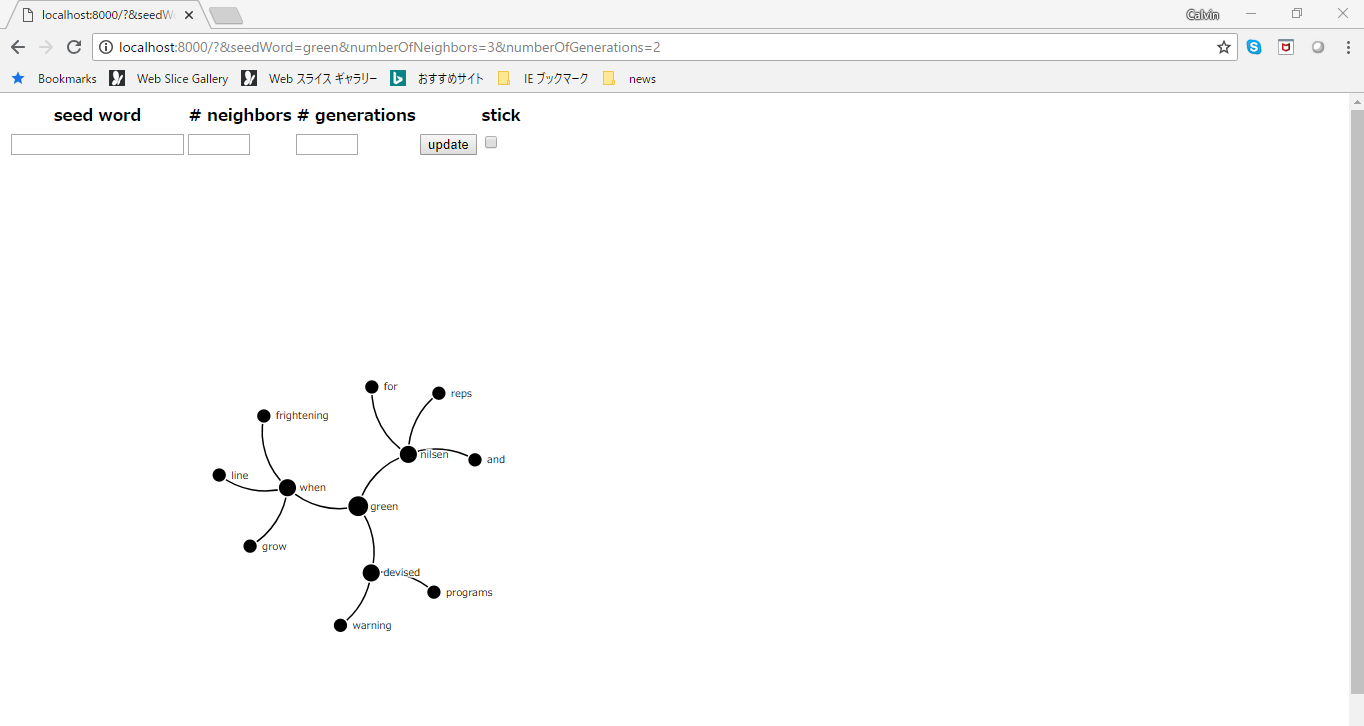 localhost:8000/?&seedW
Calvin
localhost:8000/?&seedWord=green&numberOfNeighbors=3&numberOfGenerations=2
Bookmarks Web Slice Gallery Web スライス ギャラリー おすすめサイト IE ブックマーク news
seed word # neighbors # generations stick
update
for
reps
frightening
nilsen
and
line
when
green
grow
devised
programs
warning